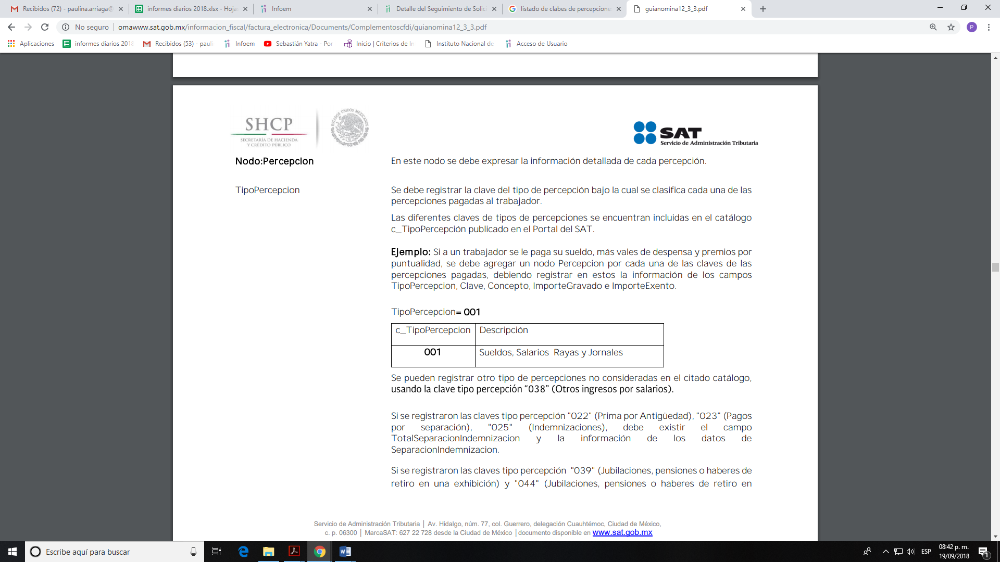 Recibidos (72) - paulina.arriaga@
informes diarios 2018.xlsx - Hoja
Infoem
Detalle del Seguimiento de Solici
listado de clabes de percepcione
guianomina12_3_3.pdf
No seguro
omawww.sat.gob.mx/informacion_fiscal/factura_electronica/Documents/Complementoscfdi/guianomina12_3_3.pdf
P
Aplicaciones
informes diarios 2018
Recibidos (53) - pauli
Infoem
Sebastián Yatra - Por
Inicio | Criterios de In
Instituto Nacional de
Acceso de Usuario
SHCP
SECRETARÍA DE HACIENDA
Y CRÉDITO PÚBLICO
ESTADOS UNIDOS MEXICANOS
SAT
Servicio de Administración Tributaria
Nodo:Percepcion
En este nodo se debe expresar la información detallada de cada percepción.
TipoPercepcion
Se debe registrar la clave del tipo de percepción bajo la cual se clasifica cada una de las
percepciones pagadas al trabajador.
Las diferentes claves de tipos de percepciones se encuentran incluidas en el catálogo
c_TipoPercepción publicado en el Portal del SAT.
Ejemplo: Si a un trabajador se le paga su sueldo, más vales de despensa y premios por
puntualidad, se debe agregar un nodo Percepcion por cada una de las claves de las
percepciones pagadas, debiendo registrar en estos la información de los campos
TipoPercepcion, Clave, Concepto, ImporteGravado e ImporteExento.
TipoPercepcion= 001
c_TipoPercepcion Descripción
001 Sueldos, Salarios Rayas y Jornales
Se pueden registrar otro tipo de percepciones no consideradas en el citado catálogo,
usando la clave tipo percepción “038” (Otros ingresos por salarios).
Si se registraron las claves tipo percepción "022" (Prima por Antigüedad), "023" (Pagos
por separación), "025" (Indemnizaciones), debe existir el campo
TotalSeparacionIndemnizacion y la información de los datos de
SeparacionIndemnizacion.
Si se registraron las claves tipo percepción "039" (Jubilaciones, pensiones o haberes de
retiro en una exhibición) y "044" (Jubilaciones, pensiones o haberes de retiro en
Servicio de Administración Tributaria | Av. Hidalgo, núm. 77, col. Guerrero, delegación Cuauhtémoc, Ciudad de México,
c. p. 06300 | MarcaSAT: 627 22 728 desde la Ciudad de México | documento disponible en www.sat.gob.mx
Escribe aquí para buscar
ESP
08:42 p. m.
19/09/2018
1